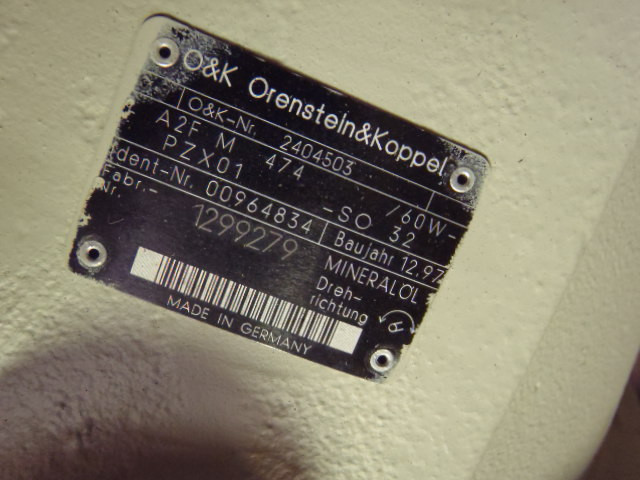 O&K Orenstein&Koppel
O&K-Nr. 2404503
A2F M 474 /60W-
PZX01 -SO 32
Ident-Nr. 00964834 Baujahr 12.97
Fabr.-Nr. 1299279 MINERALÖL
Dreh-
richtung
MADE IN GERMANY